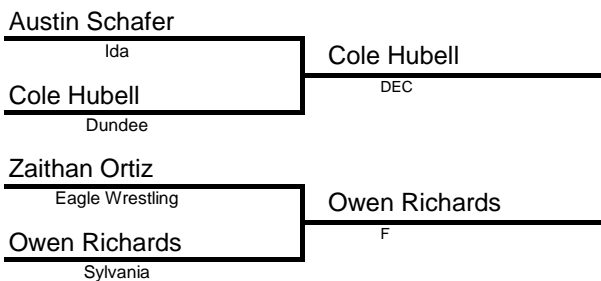 Austin Schafer
Ida
Cole Hubell
DEC
Cole Hubell
Dundee
Zaithan Ortiz
Eagle Wrestling
Owen Richards
F
Owen Richards
Sylvania